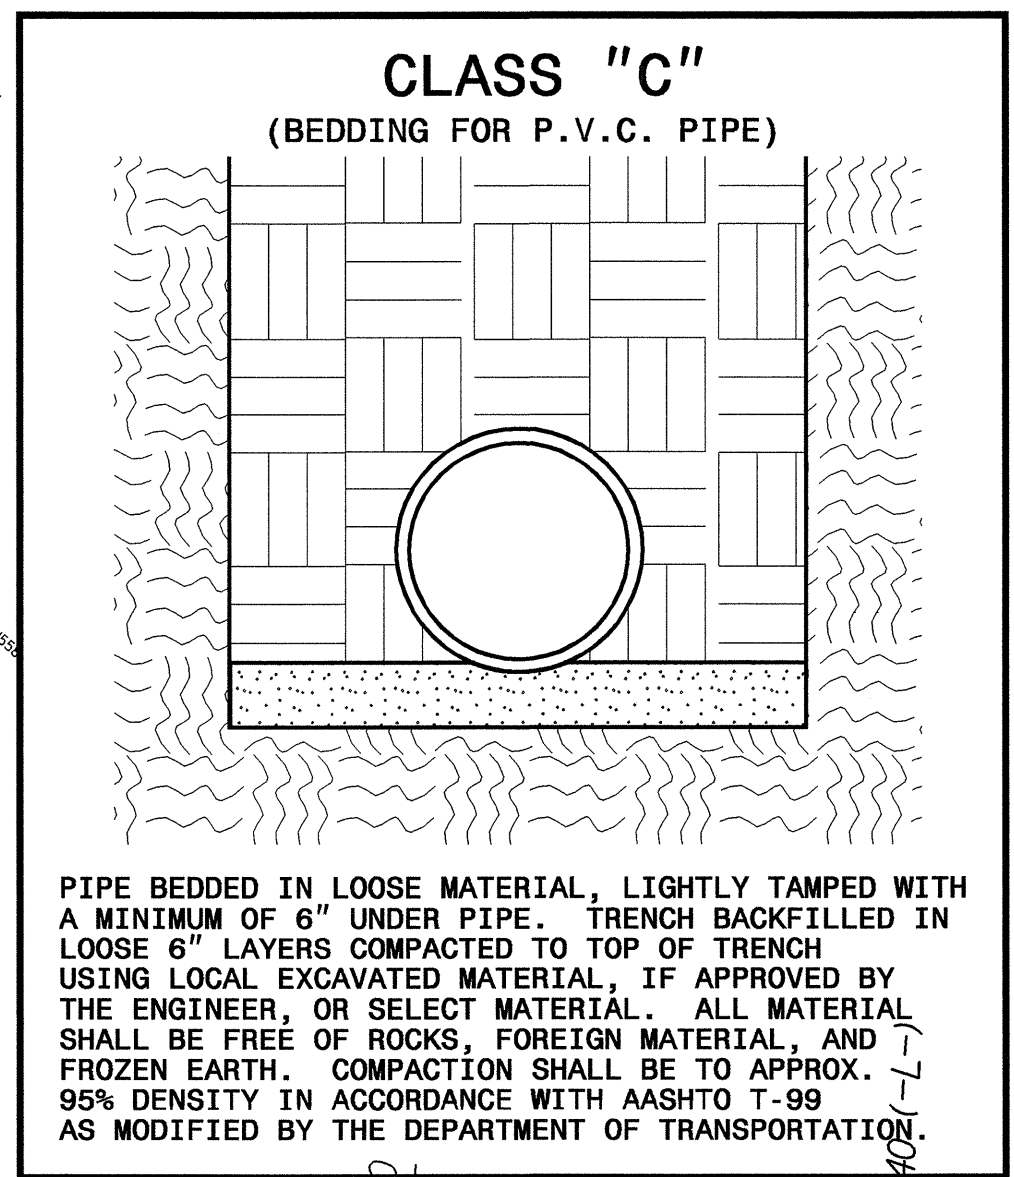 CLASS "C"
(BEDDING FOR P.V.C. PIPE)
PIPE BEDDED IN LOOSE MATERIAL, LIGHTLY TAMPED WITH
A MINIMUM OF 6" UNDER PIPE. TRENCH BACKFILLED IN
LOOSE 6" LAYERS COMPACTED TO TOP OF TRENCH
USING LOCAL EXCAVATED MATERIAL, IF APPROVED BY
THE ENGINEER, OR SELECT MATERIAL. ALL MATERIAL
SHALL BE FREE OF ROCKS, FOREIGN MATERIAL, AND
FROZEN EARTH. COMPACTION SHALL BE TO APPROX.
95% DENSITY IN ACCORDANCE WITH AASHTO T-99
AS MODIFIED BY THE DEPARTMENT OF TRANSPORTATION.
40 (-L-)